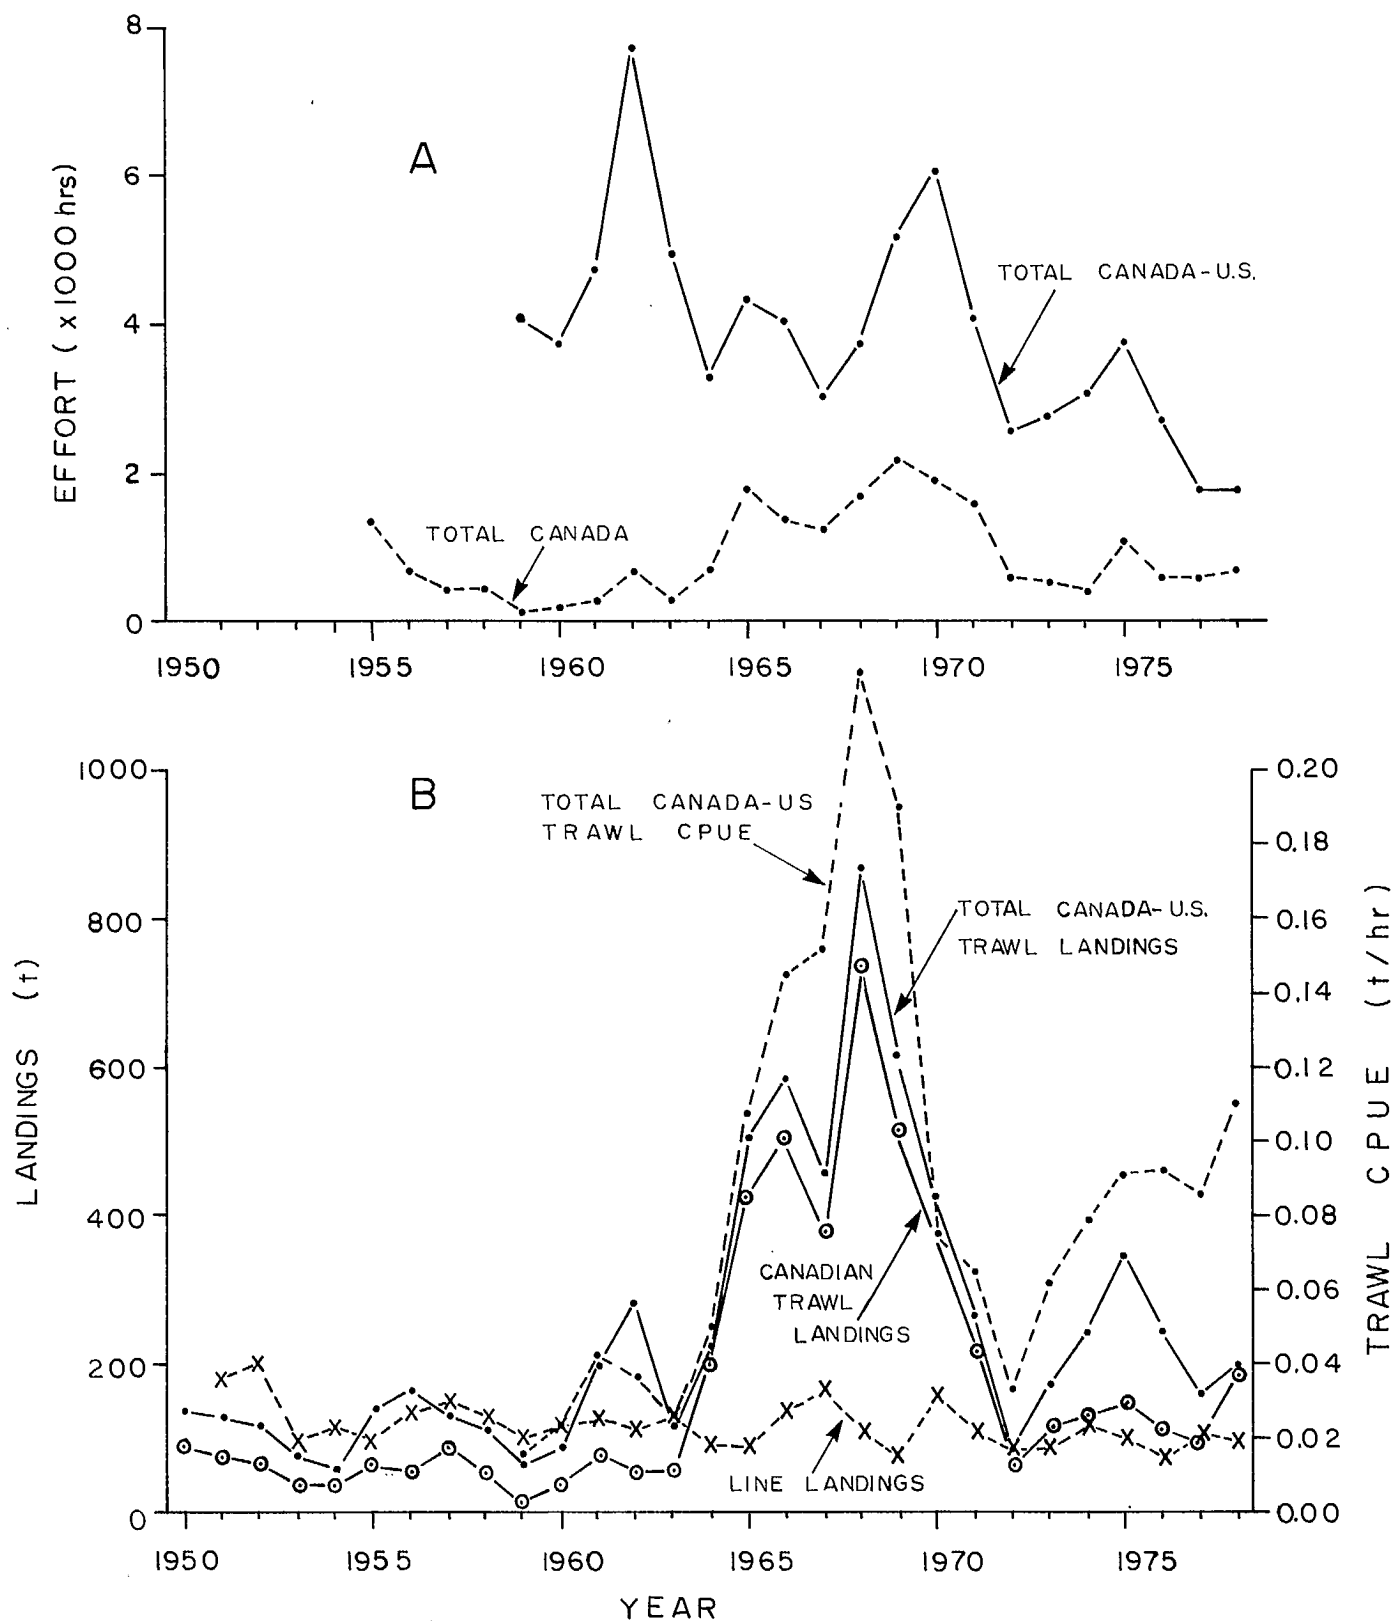 8
6
4
2
0
EFFORT ( x1000 hrs)
A
TOTAL CANADA-U.S.
TOTAL CANADA
1950 1955 1960 1965 1970 1975
1000
800
600
400
200
0
LANDINGS (t)
B
TOTAL CANADA-US
TRAWL CPUE
TOTAL CANADA-U.S.
TRAWL LANDINGS
CANADIAN
TRAWL
LANDINGS
LINE LANDINGS
0.20
0.18
0.16
0.14
0.12
0.10
0.08
0.06
0.04
0.02
0.00
TRAWL CPUE (t/hr)
1950 1955 1960 1965 1970 1975
YEAR